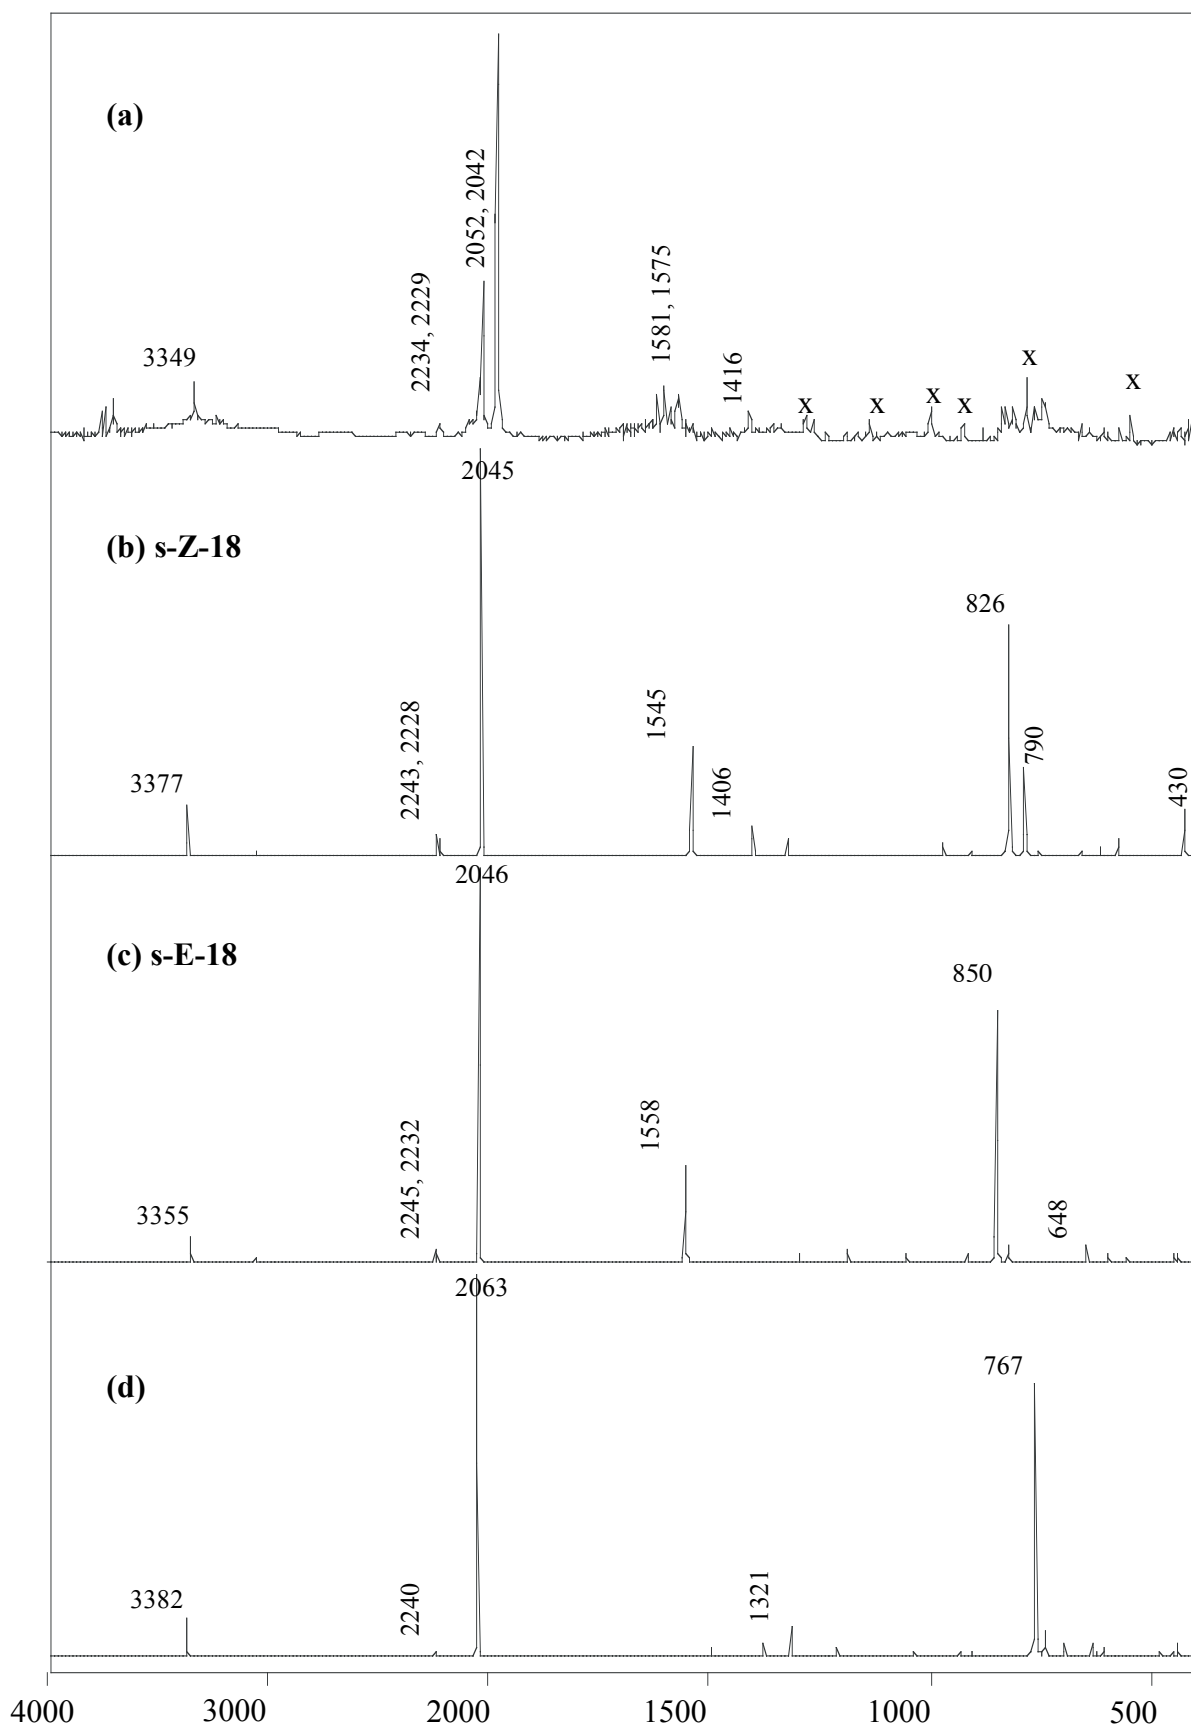 (a)
3349
2234, 2229
2052, 2042
1581, 1575
1416
x
x
x
x
x
x
2045
(b) s-Z-18
3377
2243, 2228
1545
1406
826
790
430
2046
(c) s-E-18
3355
2245, 2232
1558
850
648
2063
(d)
3382
2240
1321
767
4000 3000 2000 1500 1000 500